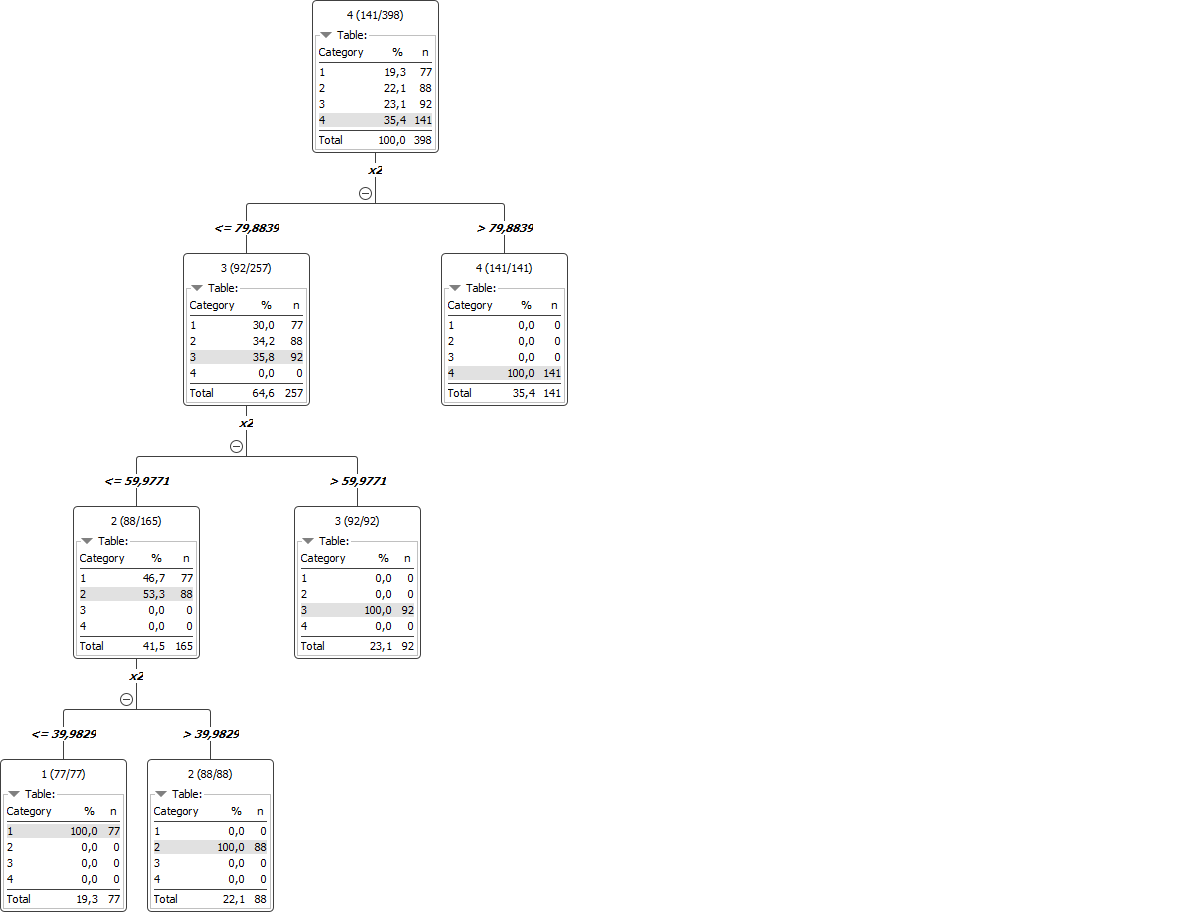 4 (141/398)
Table:
Category % n
1 19,3 77
2 22,1 88
3 23,1 92
4 35,4 141
Total 100,0 398
x2
<= 79,8839 > 79,8839
3 (92/257)
Table:
Category % n
1 30,0 77
2 34,2 88
3 35,8 92
4 0,0 0
Total 64,6 257
4 (141/141)
Table:
Category % n
1 0,0 0
2 0,0 0
3 0,0 0
4 100,0 141
Total 35,4 141
x2
<= 59,9771 > 59,9771
2 (88/165)
Table:
Category % n
1 46,7 77
2 53,3 88
3 0,0 0
4 0,0 0
Total 41,5 165
3 (92/92)
Table:
Category % n
1 0,0 0
2 0,0 0
3 100,0 92
4 0,0 0
Total 23,1 92
x2
<= 39,9829 > 39,9829
1 (77/77)
Table:
Category % n
1 100,0 77
2 0,0 0
3 0,0 0
4 0,0 0
Total 19,3 77
2 (88/88)
Table:
Category % n
1 0,0 0
2 100,0 88
3 0,0 0
4 0,0 0
Total 22,1 88